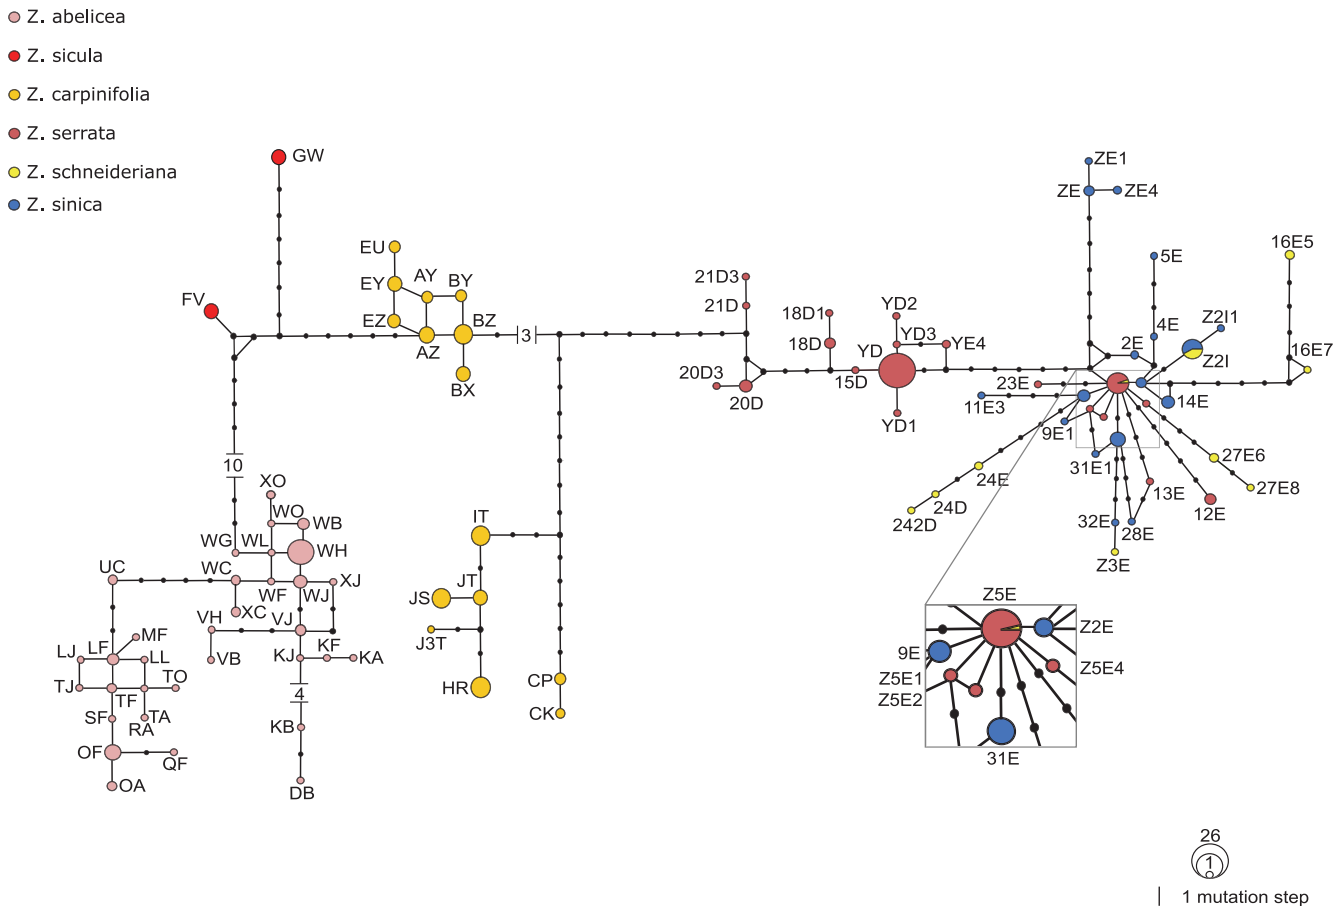 Z. abelicea
Z. sicula
Z. carpinifolia
Z. serrata
Z. schneideriana
Z. sinica
GW
FV
EU
EY
AY
BY
EZ
AZ
BZ
BX
3
10
XO
WO
WB
WG
WL
WH
UC
WC
WF
WJ
XJ
XC
VH
VJ
VB
KJ
KF
KA
4
KB
DB
LJ
LF
MF
LL
TJ
TF
TO
SF
RA
TA
OF
QF
OA
IT
JS
JT
J3T
HR
CP
CK
21D3
21D
20D3
20D
18D1
18D
15D
YD2
YD3
YD
YE4
YD1
ZE1
ZE
ZE4
5E
4E
2E
Z2I1
Z2I
16E5
16E7
14E
23E
11E3
9E1
31E1
24E
24D
242D
32E
28E
Z3E
13E
12E
27E6
27E8
Z5E
Z2E
9E
Z5E4
Z5E1
Z5E2
31E
26
1
1 mutation step